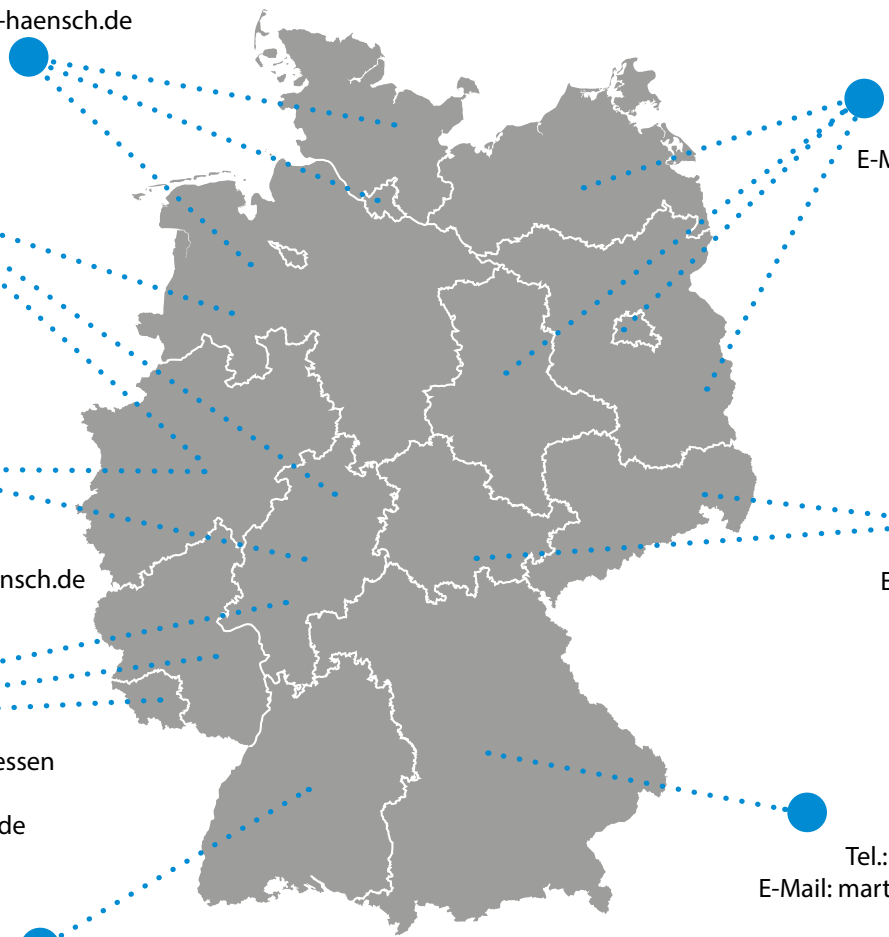 -haensch.de
E-M
nsch.de
E
essen
de
Tel.:
E-Mail: mart